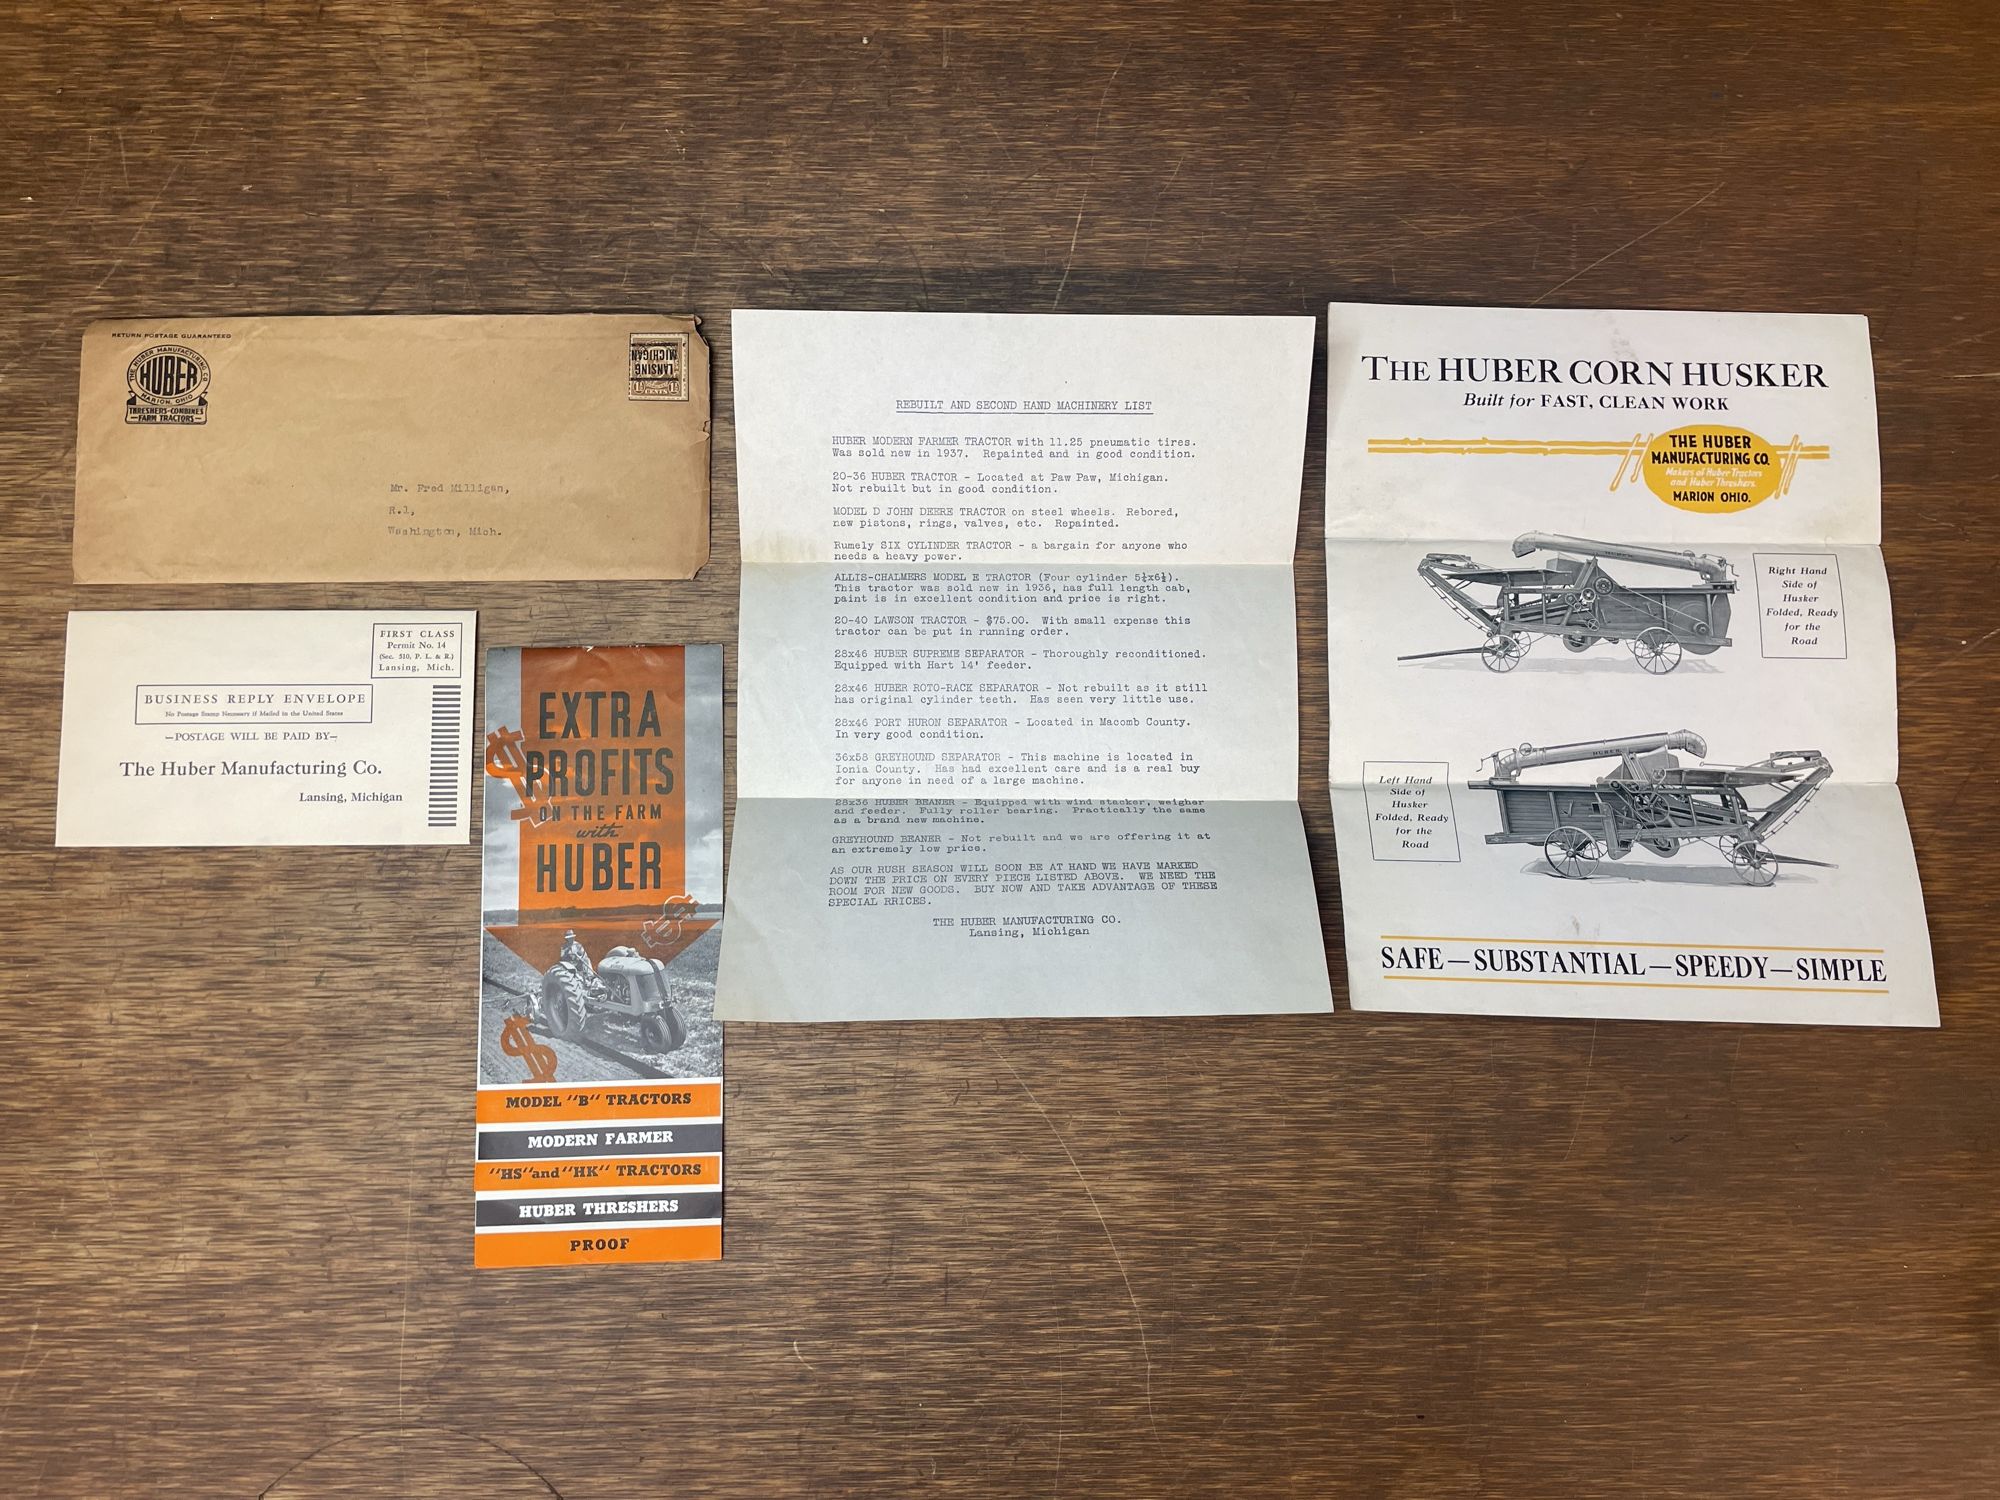 RETURN POSTAGE GUARANTEED
THE HUBER MANUFACTURING CO
HUBER
MARION, OHIO
THRESHERS-COMBINES
-FARM TRACTORS-
LANSING
MICHIGAN
1½ CENTS 1½
Mr. Fred Milligan,
R.1,
Washington, Mich.
FIRST CLASS
Permit No. 14
(Sec. 510, P. L. & R.)
Lansing, Mich.
BUSINESS REPLY ENVELOPE
No Postage Stamp Necessary if Mailed in the United States
—POSTAGE WILL BE PAID BY—
The Huber Manufacturing Co.
Lansing, Michigan
EXTRA
PROFITS
ON THE FARM
with
HUBER
MODEL "B" TRACTORS
MODERN FARMER
"HS" and "HK" TRACTORS
HUBER THRESHERS
PROOF
REBUILT AND SECOND HAND MACHINERY LIST
HUBER MODERN FARMER TRACTOR with 11.25 pneumatic tires.
Was sold new in 1937. Repainted and in good condition.
20-36 HUBER TRACTOR - Located at Paw Paw, Michigan.
Not rebuilt but in good condition.
MODEL D JOHN DEERE TRACTOR on steel wheels. Rebored,
new pistons, rings, valves, etc. Repainted.
Rumely SIX CYLINDER TRACTOR - a bargain for anyone who
needs a heavy power.
ALLIS-CHALMERS MODEL E TRACTOR (Four cylinder 5¼x6½).
This tractor was sold new in 1936, has full length cab,
paint is in excellent condition and price is right.
20-40 LAWSON TRACTOR - $75.00. With small expense this
tractor can be put in running order.
28x46 HUBER SUPREME SEPARATOR - Thoroughly reconditioned.
Equipped with Hart 14' feeder.
28x46 HUBER ROTO-RACK SEPARATOR - Not rebuilt as it still
has original cylinder teeth. Has seen very little use.
28x46 PORT HURON SEPARATOR - Located in Macomb County.
In very good condition.
36x58 GREYHOUND SEPARATOR - This machine is located in
Ionia County. Has had excellent care and is a real buy
for anyone in need of a large machine.
28x36 HUBER BEANER - Equipped with wind stacker, weigher
and feeder. Fully roller bearing. Practically the same
as a brand new machine.
GREYHOUND BEANER - Not rebuilt and we are offering it at
an extremely low price.
AS OUR RUSH SEASON WILL SOON BE AT HAND WE HAVE MARKED
DOWN THE PRICE ON EVERY PIECE LISTED ABOVE. WE NEED THE
ROOM FOR NEW GOODS. BUY NOW AND TAKE ADVANTAGE OF THESE
SPECIAL RRICES.
THE HUBER MANUFACTURING CO.
Lansing, Michigan
THE HUBER CORN HUSKER
Built for FAST, CLEAN WORK
THE HUBER
MANUFACTURING CO.
Makers of Huber Tractors
and Huber Threshers.
MARION OHIO.
HUBER
Right Hand
Side of
Husker
Folded, Ready
for the
Road
HUBER
Left Hand
Side of
Husker
Folded, Ready
for the
Road
SAFE—SUBSTANTIAL—SPEEDY—SIMPLE